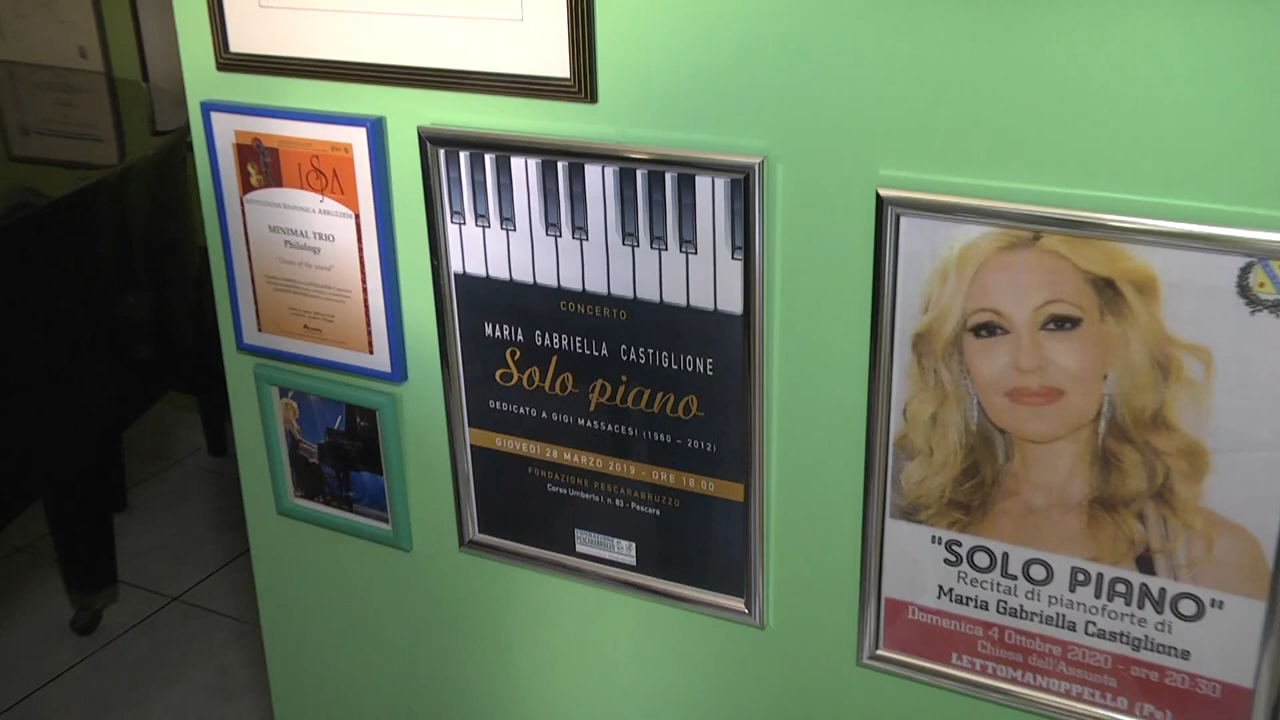 ISA
ISTITUZIONE SINFONICA ABRUZZESE
MINIMAL TRIO
Philology
CONCERTO
MARIA GABRIELLA CASTIGLIONE
Solo piano
DEDICATO A GIGI MASSACESI (1960 – 2012)
GIOVEDÌ 28 MARZO 2019 - ORE 18.00
FONDAZIONE PESCARABRUZZO
Corso Umberto I, n. 83 - Pescara
FONDAZIONE
PESCARABRUZZO
"SOLO PIANO"
Recital di pianoforte di
Maria Gabriella Castiglione
Domenica 4 Ottobre 2020 - ore 20:30
Chiesa dell'Assunta
LETTOMANOPPELLO (Pe)